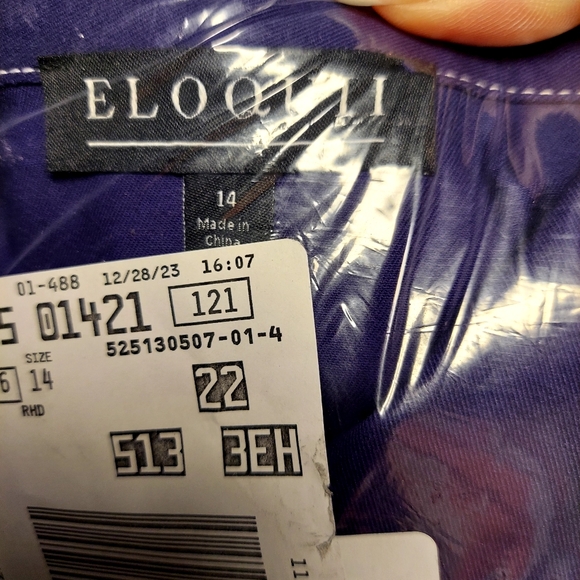 ELOQUII
14
Made in
China
01-488 12/28/23 16:07
5 01421 121
525130507-01-4
SIZE
6 14
RHD
22
513 3EH
11